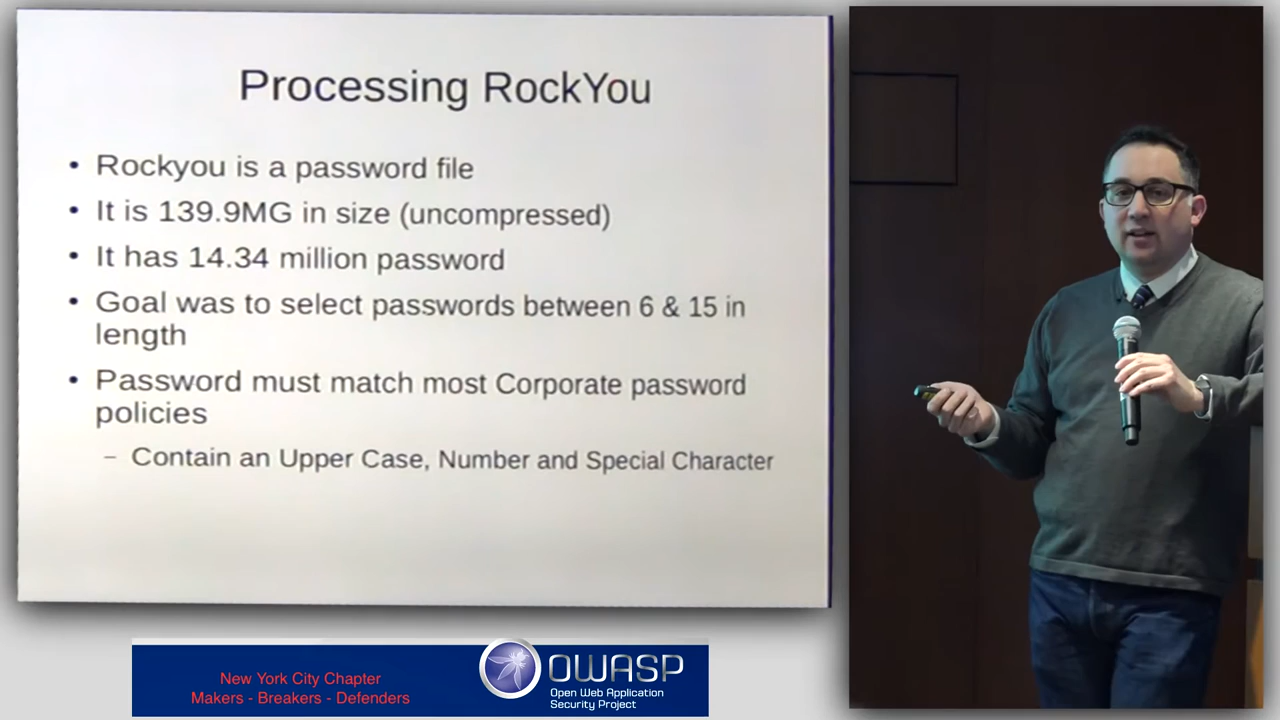 Processing RockYou
• Rockyou is a password file
• It is 139.9MG in size (uncompressed)
• It has 14.34 million password
• Goal was to select passwords between 6 & 15 in
length
• Password must match most Corporate password
policies
– Contain an Upper Case, Number and Special Character
New York City Chapter
Makers - Breakers - Defenders
OWASP
Open Web Application
Security Project